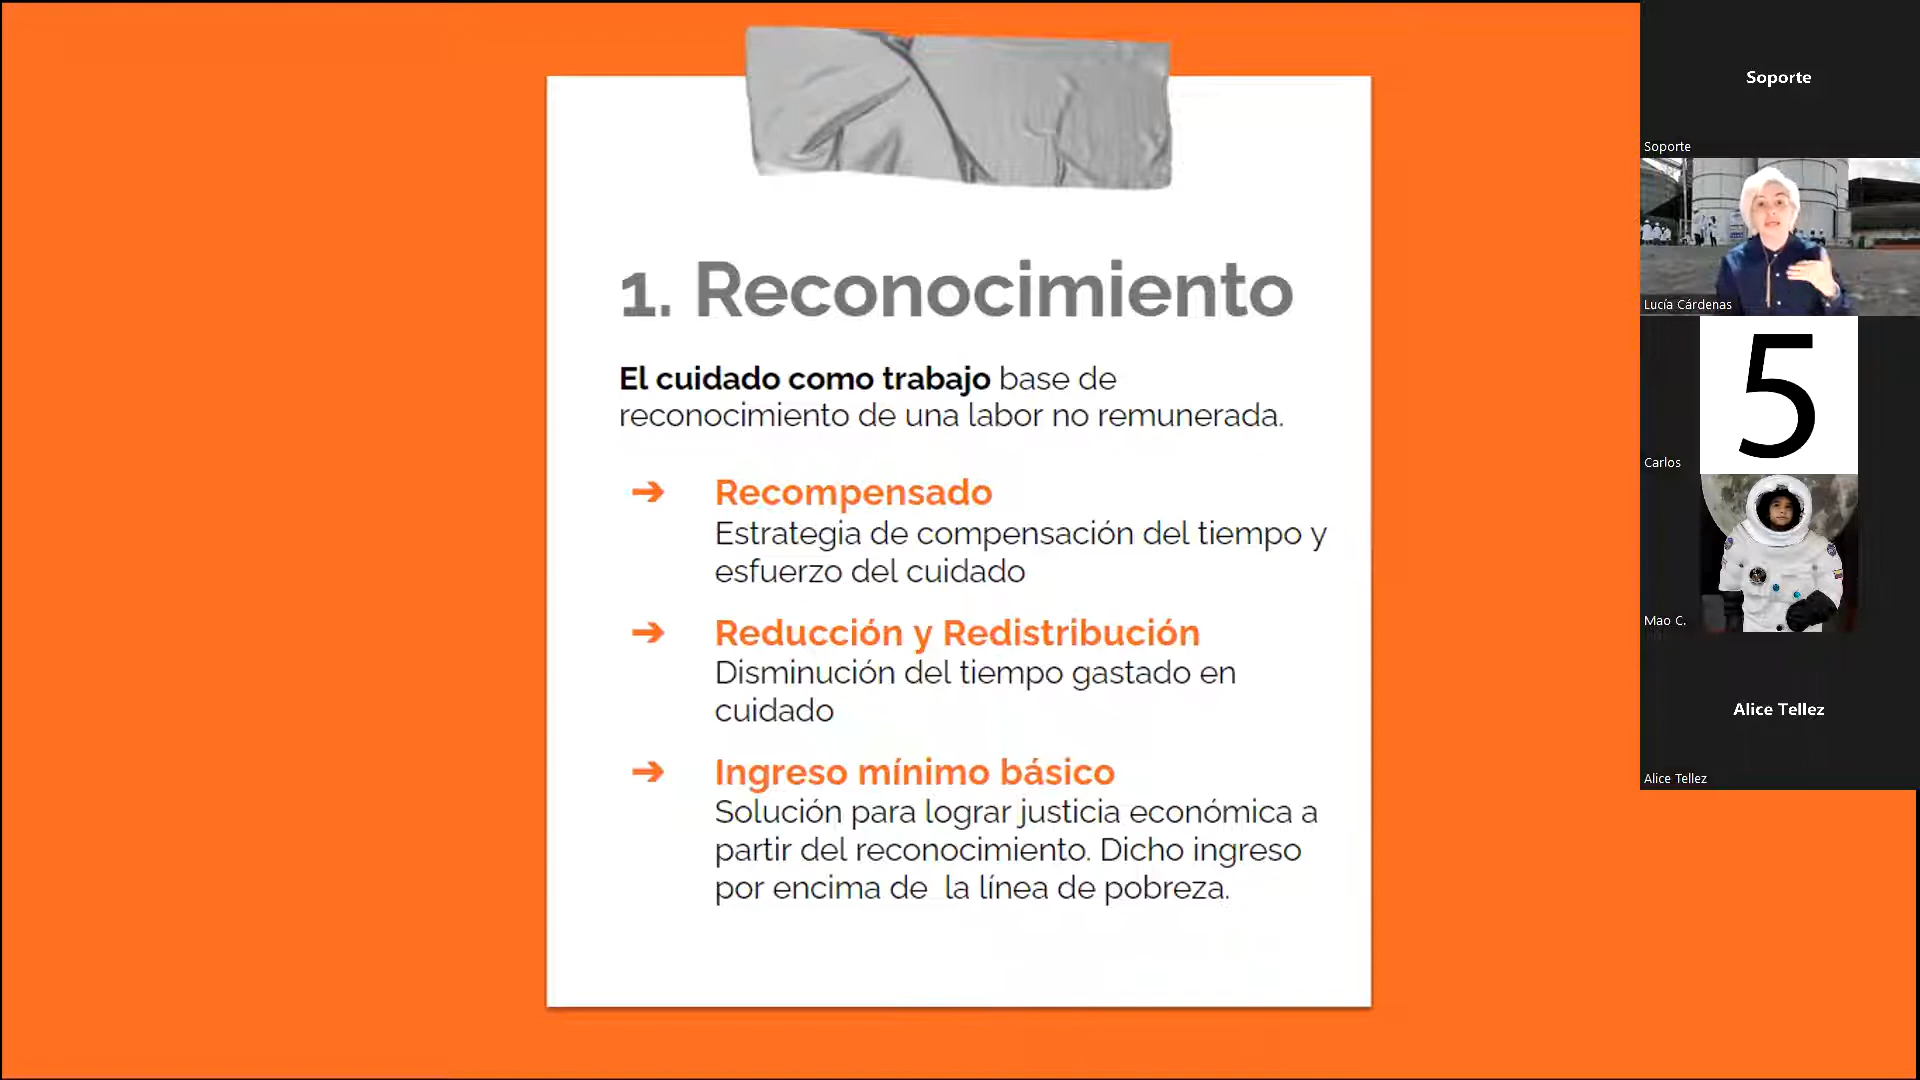 1. Reconocimiento
El cuidado como trabajo base de
reconocimiento de una labor no remunerada.
➔ Recompensado
Estrategia de compensación del tiempo y
esfuerzo del cuidado
➔ Reducción y Redistribución
Disminución del tiempo gastado en
cuidado
➔ Ingreso mínimo básico
Solución para lograr justicia económica a
partir del reconocimiento. Dicho ingreso
por encima de  la línea de pobreza.
Soporte
Soporte
Lucía Cárdenas
5
Carlos
Mao C.
Alice Tellez
Alice Tellez